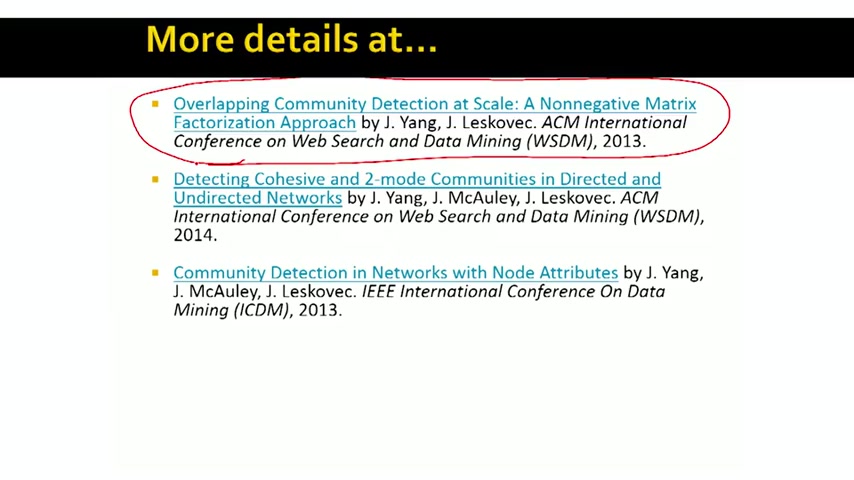 More details at...
Overlapping Community Detection at Scale: A Nonnegative Matrix
Factorization Approach by J. Yang, J. Leskovec. ACM International
Conference on Web Search and Data Mining (WSDM), 2013.
Detecting Cohesive and 2-mode Communities in Directed and
Undirected Networks by J. Yang, J. McAuley, J. Leskovec. ACM
International Conference on Web Search and Data Mining (WSDM),
2014.
Community Detection in Networks with Node Attributes by J. Yang,
J. McAuley, J. Leskovec. IEEE International Conference On Data
Mining (ICDM), 2013.